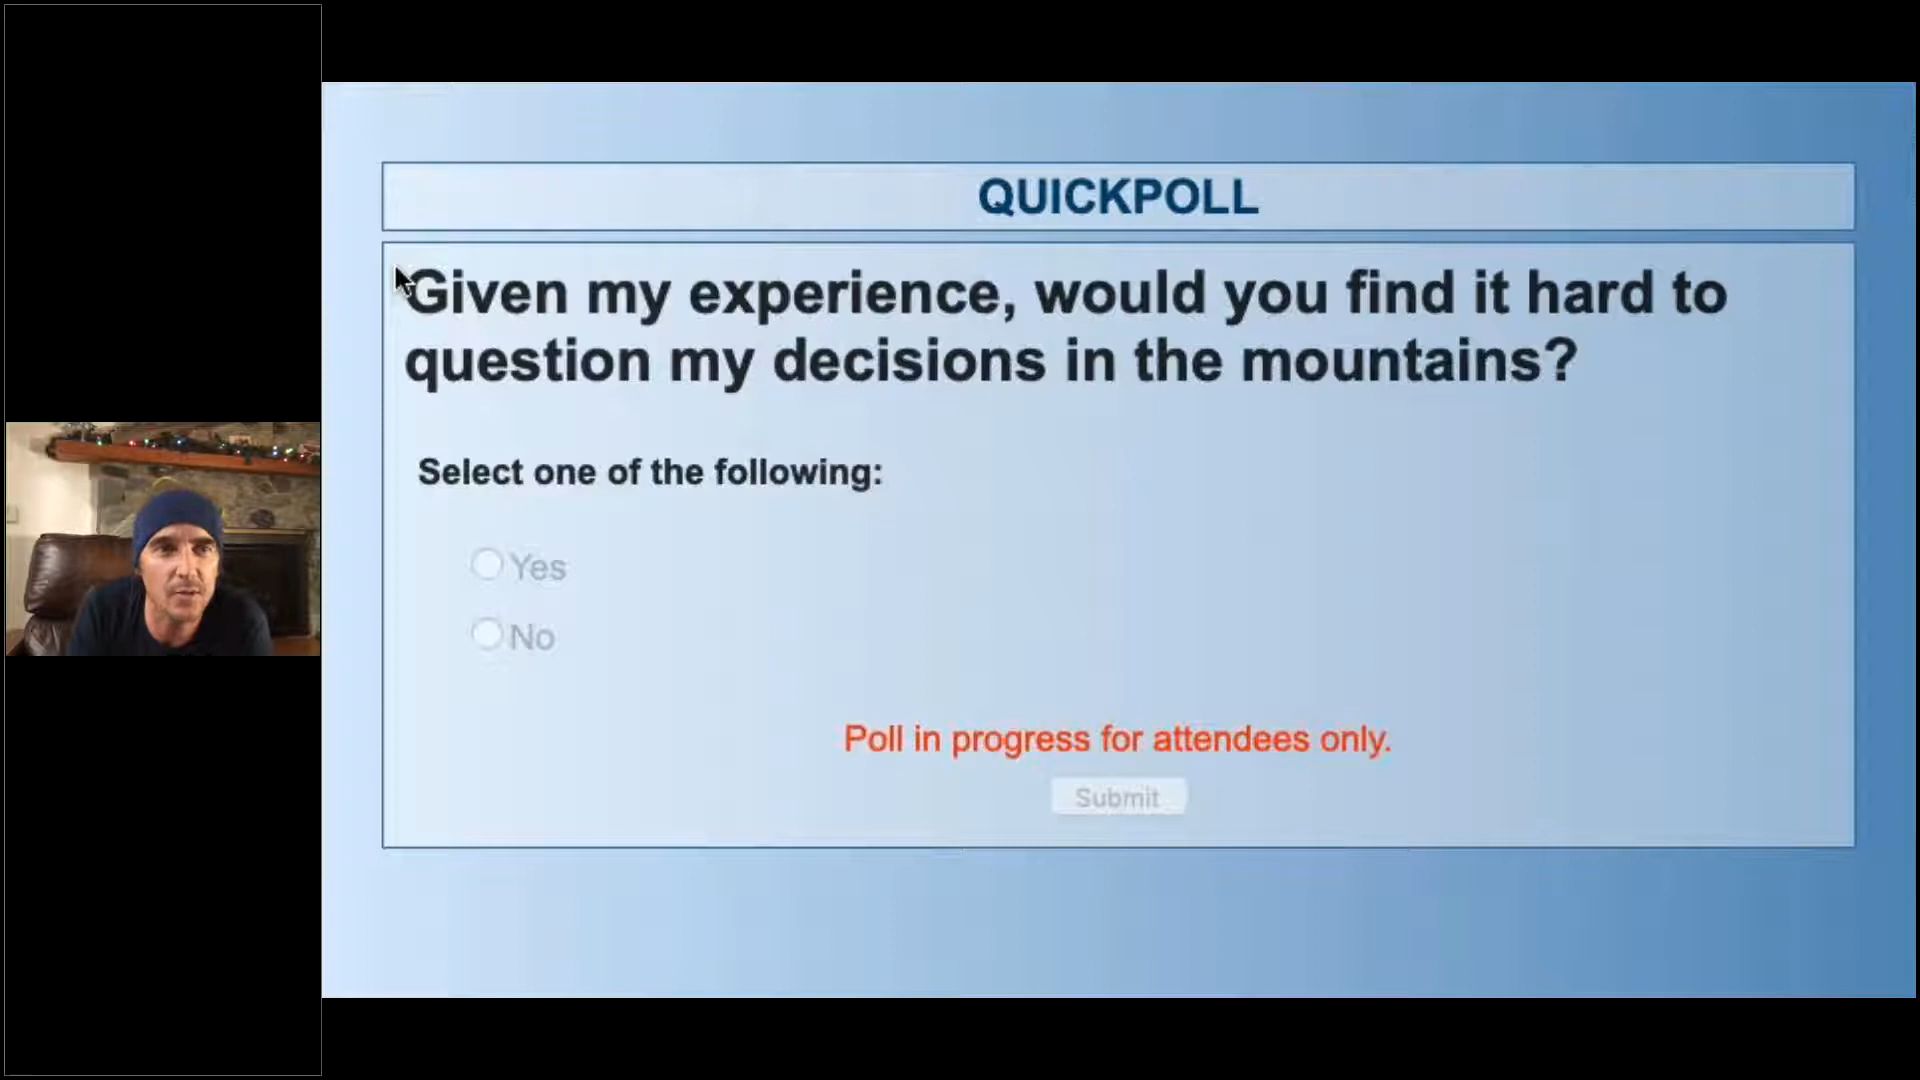 QUICKPOLL
Given my experience, would you find it hard to
question my decisions in the mountains?
Select one of the following:
Yes
No
Poll in progress for attendees only.
Submit